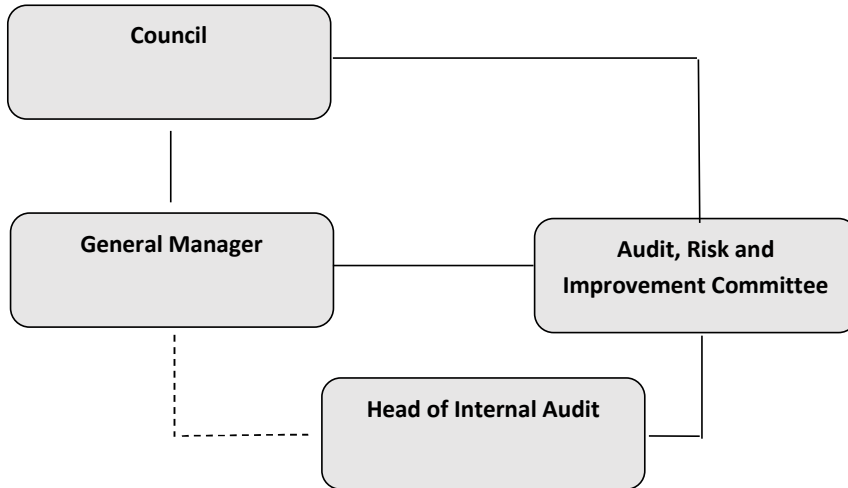 Council
General Manager
Audit, Risk and
Improvement Committee
Head of Internal Audit